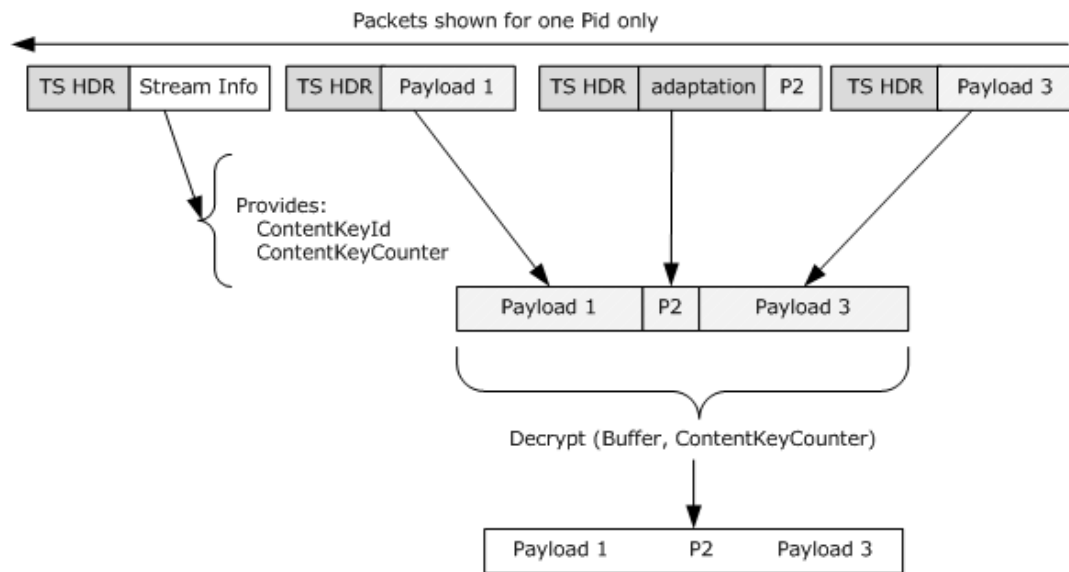 Packets shown for one Pid only
TS HDR Stream Info TS HDR Payload 1 TS HDR adaptation P2 TS HDR Payload 3
Provides:
ContentKeyId
ContentKeyCounter
Payload 1 P2 Payload 3
Decrypt (Buffer, ContentKeyCounter)
Payload 1 P2 Payload 3